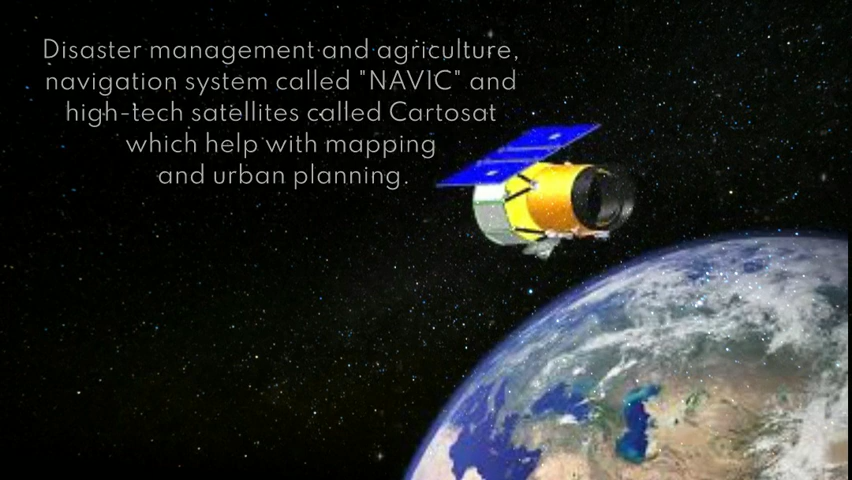 Disaster management and agriculture,
navigation system called "NAVIC" and
high-tech satellites called Cartosat
which help with mapping
and urban planning.